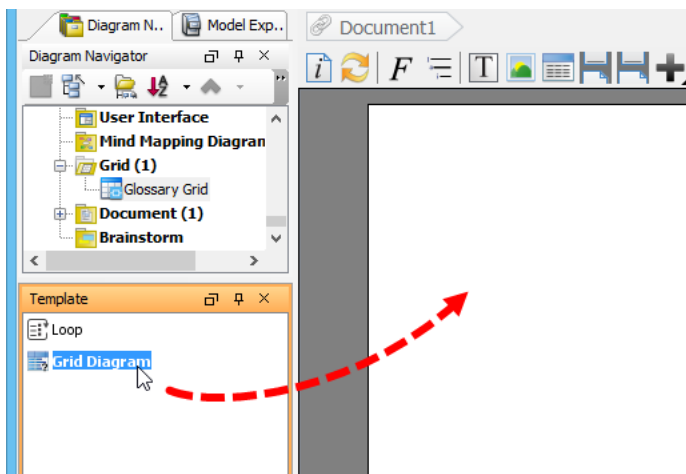 Diagram N..
Model Exp..
Document1
Diagram Navigator
User Interface
Mind Mapping Diagran
Grid (1)
Glossary Grid
Document (1)
Brainstorm
Template
Loop
Grid Diagram